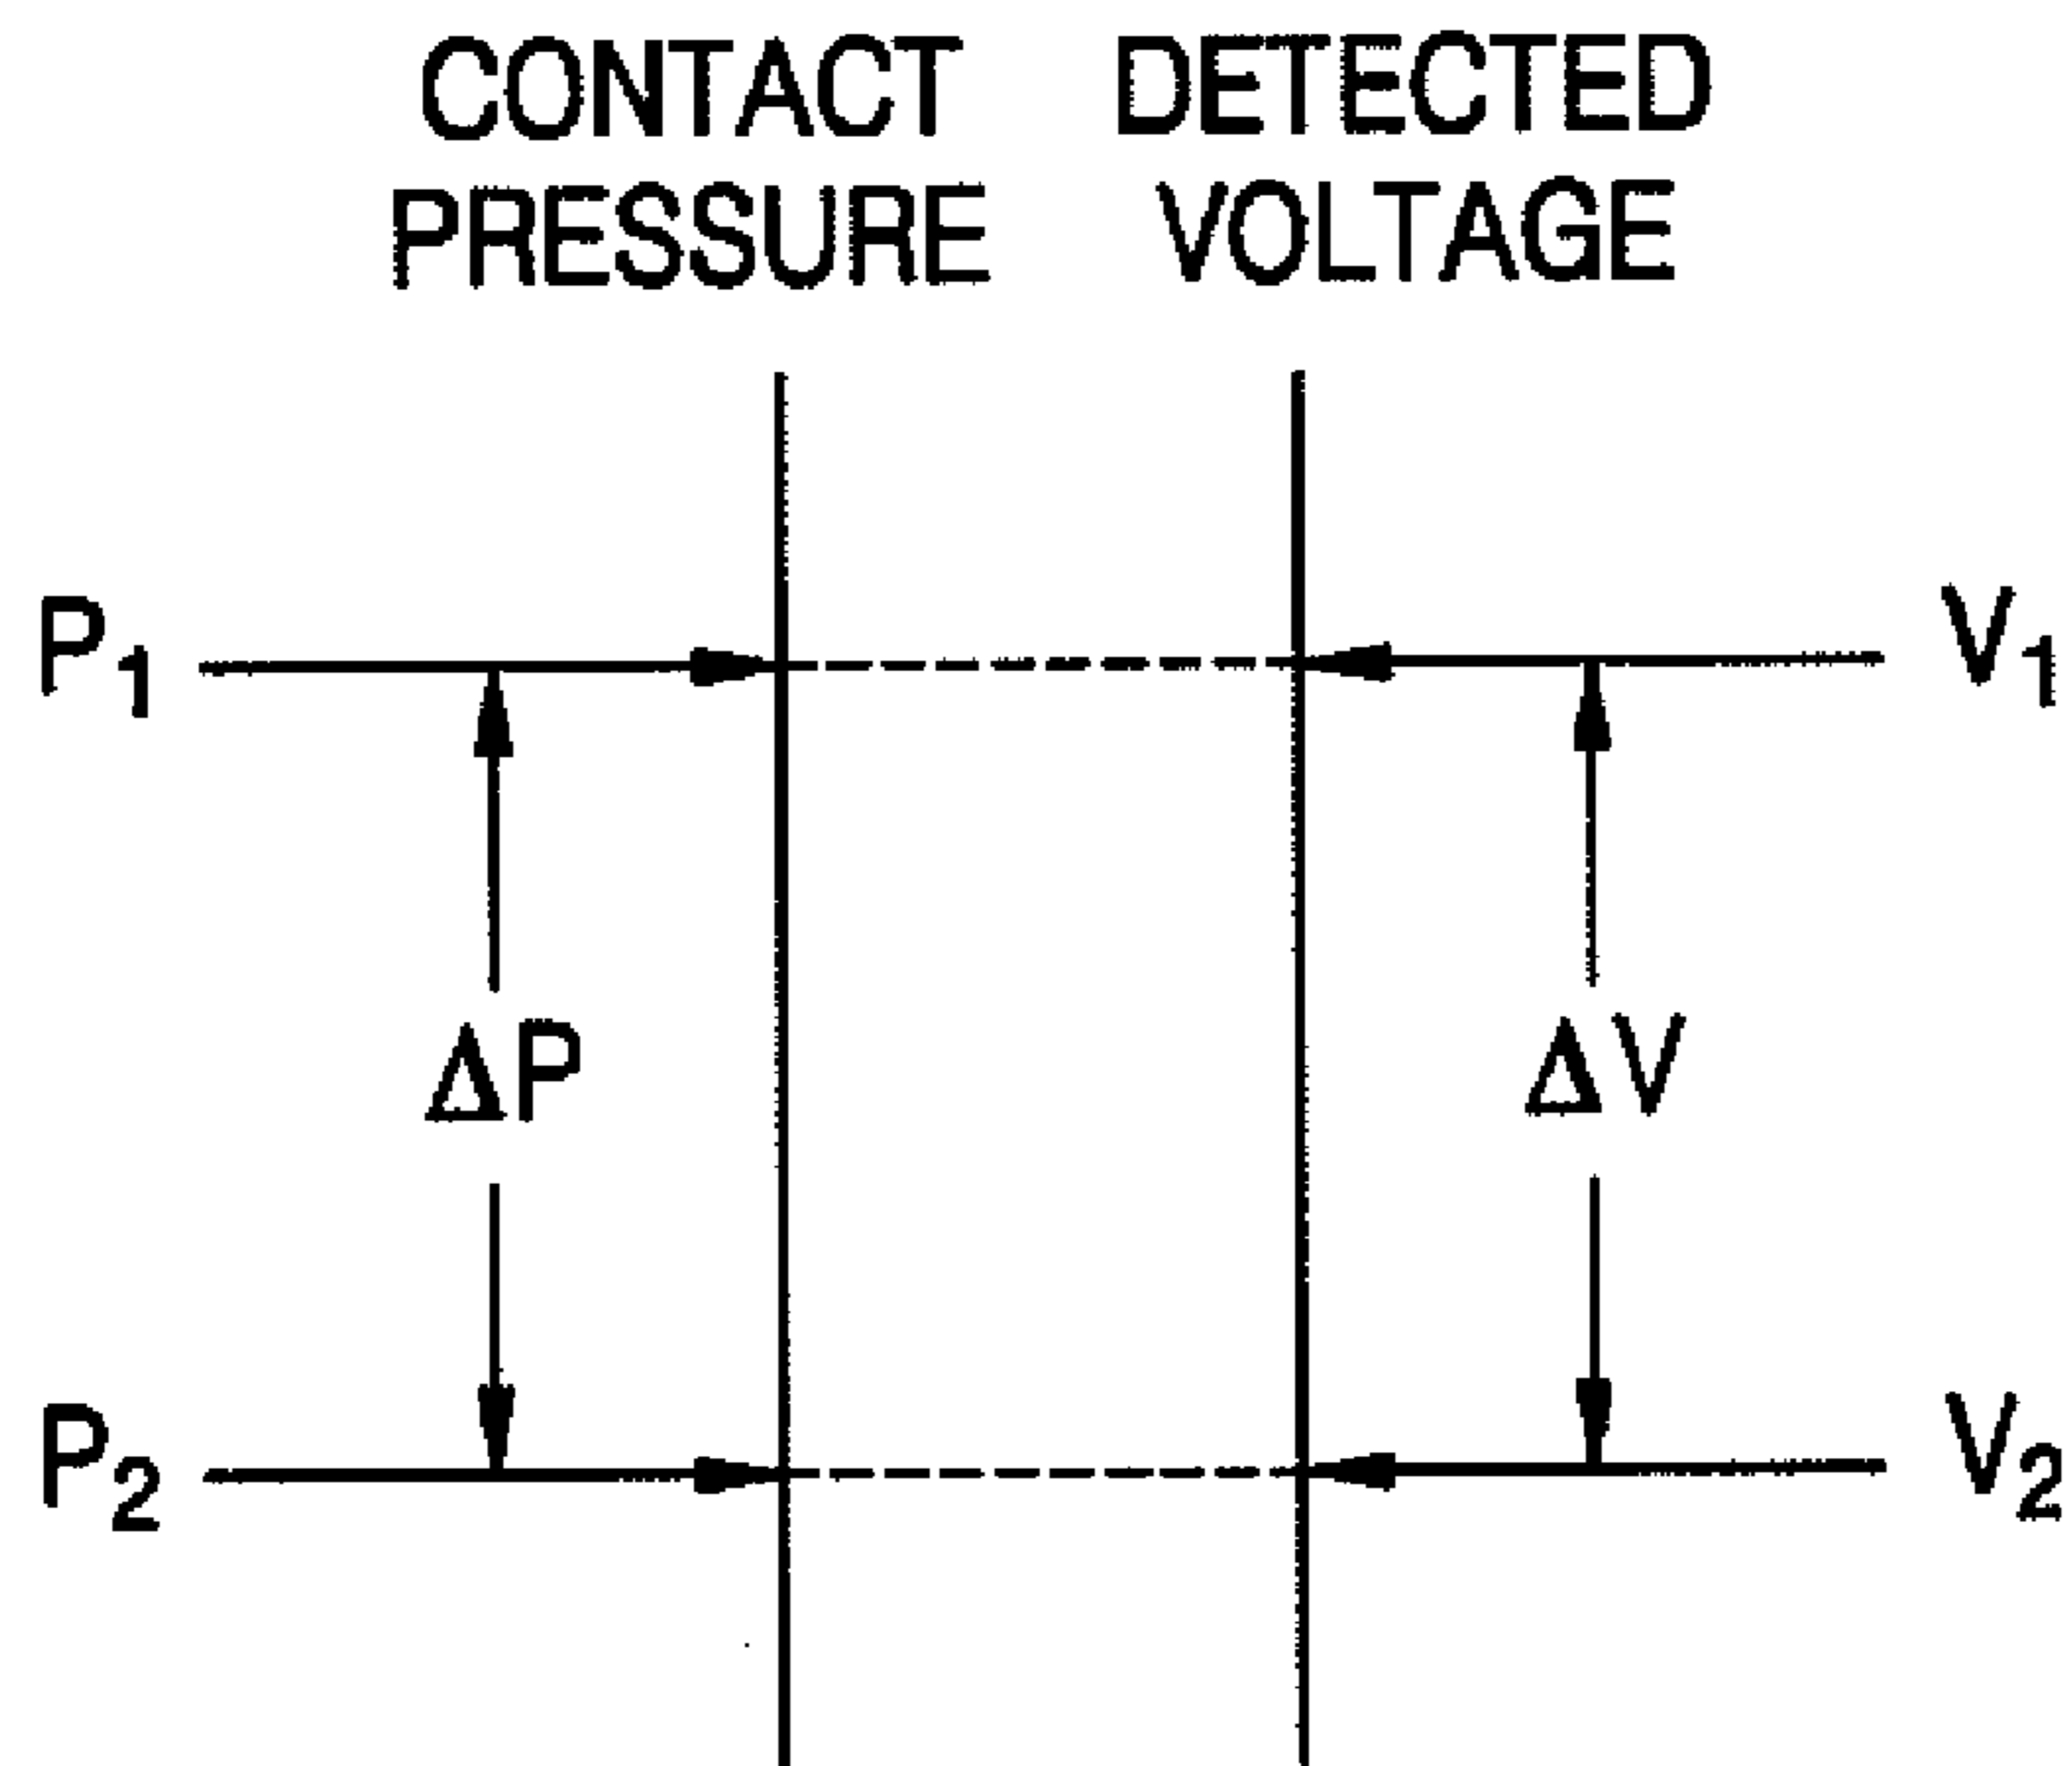 CONTACT PRESSURE
DETECTED VOLTAGE
P1
V1
ΔP
ΔV
P2
V2